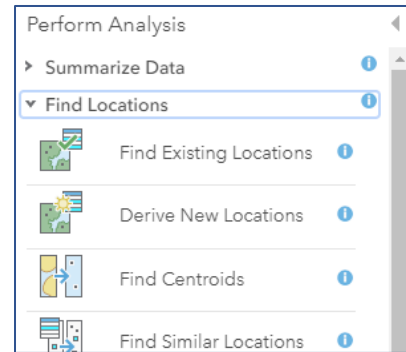 Perform Analysis
Summarize Data
Find Locations
Find Existing Locations
Derive New Locations
Find Centroids
Find Similar Locations